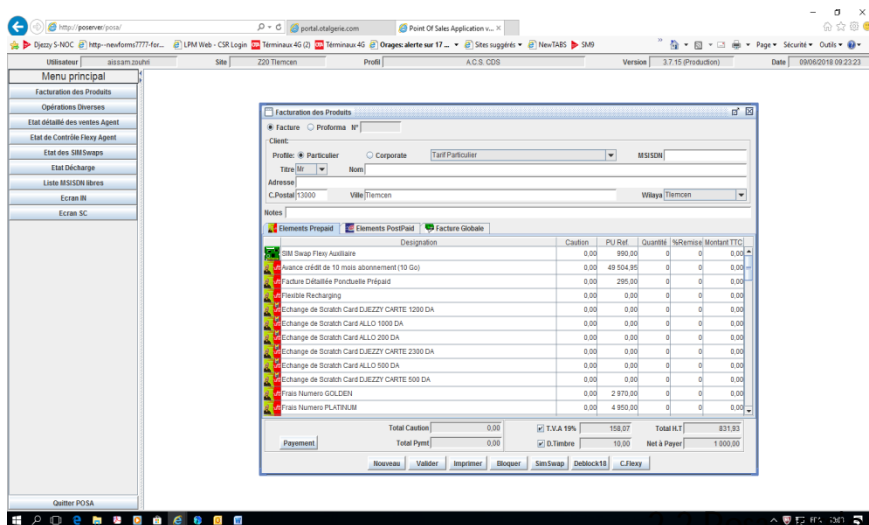 http://poserver/posa/
portal.otalgerie.com
Point Of Sales Application v...
Djezzy S-NOC
http--newforms7777-for...
LPM Web - CSR Login
Términaux 4G (2)
Términaux 4G
Orages: alerte sur 17 ...
Sites suggérés
NewTABS
SM9
Page
Sécurité
Outils
Utilisateur aissam.zouhri Site Z20 Tlemcen Profil A.C.S. CDS Version 3.7.15 (Production) Date 09/06/2018 09:23:23
Menu principal
Facturation des Produits
Opérations Diverses
Etat détaillé des ventes Agent
Etat de Contrôle Flexy Agent
Etat des SIMSwaps
Etat Décharge
Liste MSISDN libres
Ecran IN
Ecran SC
Quitter POSA
Facturation des Produits
Facture Proforma N°
Client:
Profile: Particulier Corporate Tarif Particulier MSISDN
Titre Mr Nom
Adresse
C.Postal 13000 Ville Tlemcen Wilaya Tlemcen
Notes
Elements Prepaid Elements PostPaid Facture Globale
Designation Caution PU Ref. Quantité %Remise Montant TTC
SIM Swap Flexy Auxiliaire 0,00 990,00 0 0 0,00
Avance crédit de 10 mois abonnement (10 Go) 0,00 49 504,95 0 0 0,00
Facture Détaillée Ponctuelle Prépaid 0,00 295,00 0 0 0,00
Flexible Recharging 0,00 0,00 0 0 0,00
Echange de Scratch Card DJEZZY CARTE 1200 DA 0,00 0,00 0 0 0,00
Echange de Scratch Card ALLO 1000 DA 0,00 0,00 0 0 0,00
Echange de Scratch Card ALLO 200 DA 0,00 0,00 0 0 0,00
Echange de Scratch Card DJEZZY CARTE 2300 DA 0,00 0,00 0 0 0,00
Echange de Scratch Card ALLO 500 DA 0,00 0,00 0 0 0,00
Echange de Scratch Card DJEZZY CARTE 500 DA 0,00 0,00 0 0 0,00
Frais Numero GOLDEN 0,00 2 970,00 0 0 0,00
Frais Numero PLATINUM 0,00 4 950,00 0 0 0,00
Total Caution 0,00 T.V.A 19% 158,07 Total H.T 831,93
Payement Total Pymt 0,00 D.Timbre 10,00 Net à Payer 1 000,00
Nouveau Valider Imprimer Bloquer SimSwap Deblock18 C.Flexy